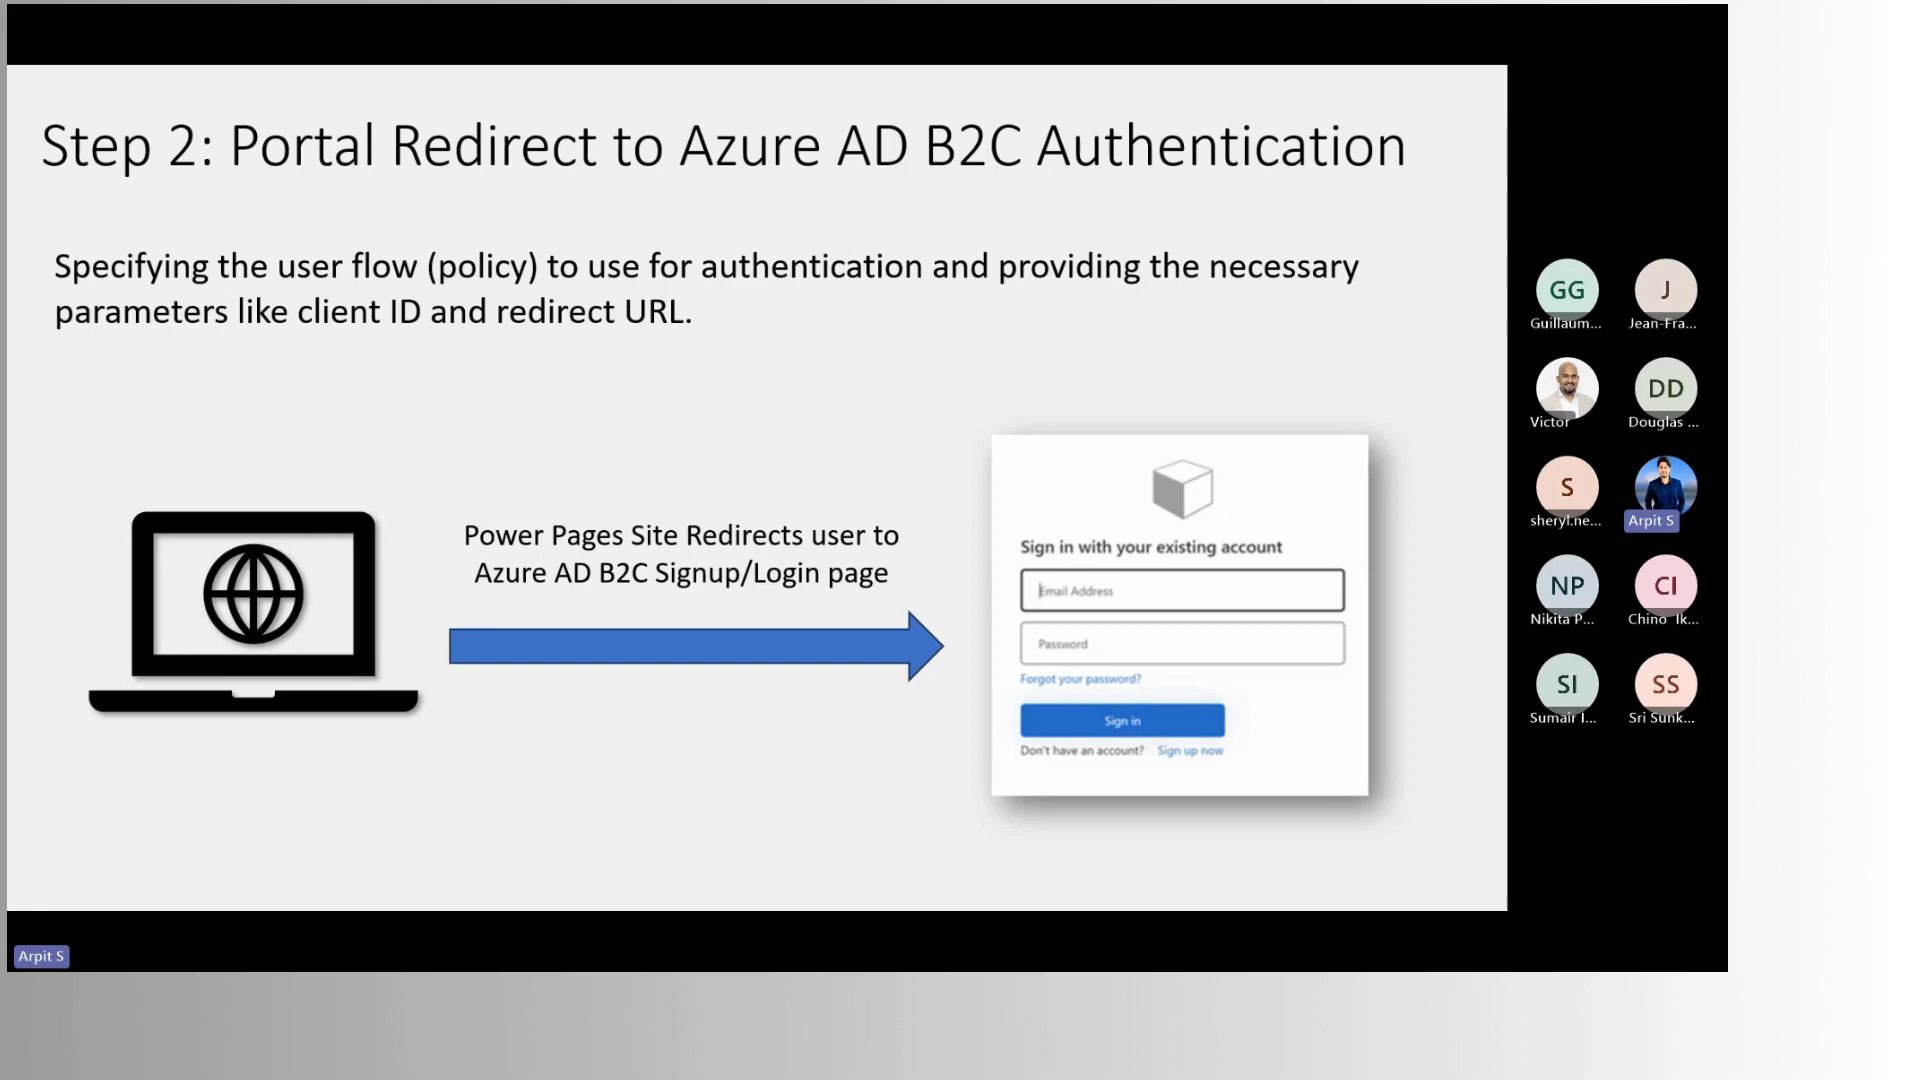 Step 2: Portal Redirect to Azure AD B2C Authentication
Specifying the user flow (policy) to use for authentication and providing the necessary
parameters like client ID and redirect URL.
Power Pages Site Redirects user to
Azure AD B2C Signup/Login page
Sign in with your existing account
Email Address
Password
Forgot your password?
Sign in
Don't have an account? Sign up now
GG
Guillaum...
J
Jean-Fra...
Victor
DD
Douglas ...
S
sheryl.ne...
Arpit S
NP
Nikita P...
CI
Chino Ik...
SI
Sumair I...
SS
Sri Sunk...
Arpit S